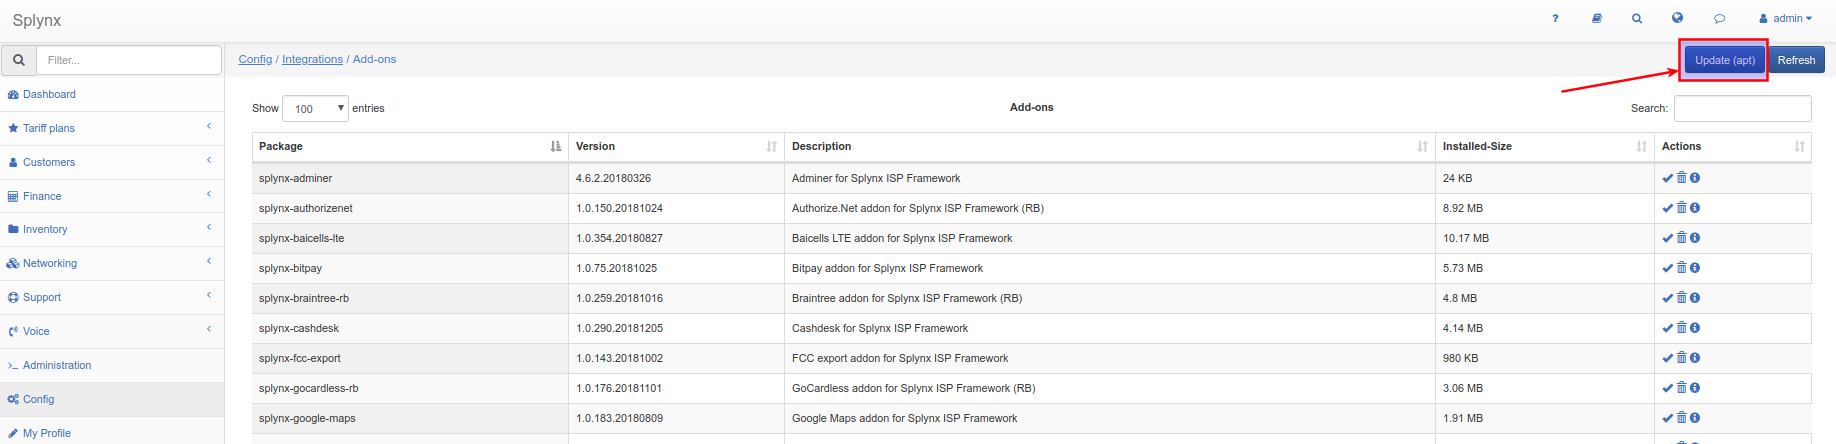 Splynx
? admin
Filter...
Config / Integrations / Add-ons
Update (apt) Refresh
Dashboard
Tariff plans
Customers
Finance
Inventory
Networking
Support
Voice
Administration
Config
My Profile
Show 100 entries
Add-ons
Search:
Package Version Description Installed-Size Actions
splynx-adminer 4.6.2.20180326 Adminer for Splynx ISP Framework 24 KB
splynx-authorizenet 1.0.150.20181024 Authorize.Net addon for Splynx ISP Framework (RB) 8.92 MB
splynx-baicells-lte 1.0.354.20180827 Baicells LTE addon for Splynx ISP Framework 10.17 MB
splynx-bitpay 1.0.75.20181025 Bitpay addon for Splynx ISP Framework 5.73 MB
splynx-braintree-rb 1.0.259.20181016 Braintree addon for Splynx ISP Framework (RB) 4.8 MB
splynx-cashdesk 1.0.290.20181205 Cashdesk for Splynx ISP Framework 4.14 MB
splynx-fcc-export 1.0.143.20181002 FCC export addon for Splynx ISP Framework 980 KB
splynx-gocardless-rb 1.0.176.20181101 GoCardless addon for Splynx ISP Framework (RB) 3.06 MB
splynx-google-maps 1.0.183.20180809 Google Maps addon for Splynx ISP Framework 1.91 MB